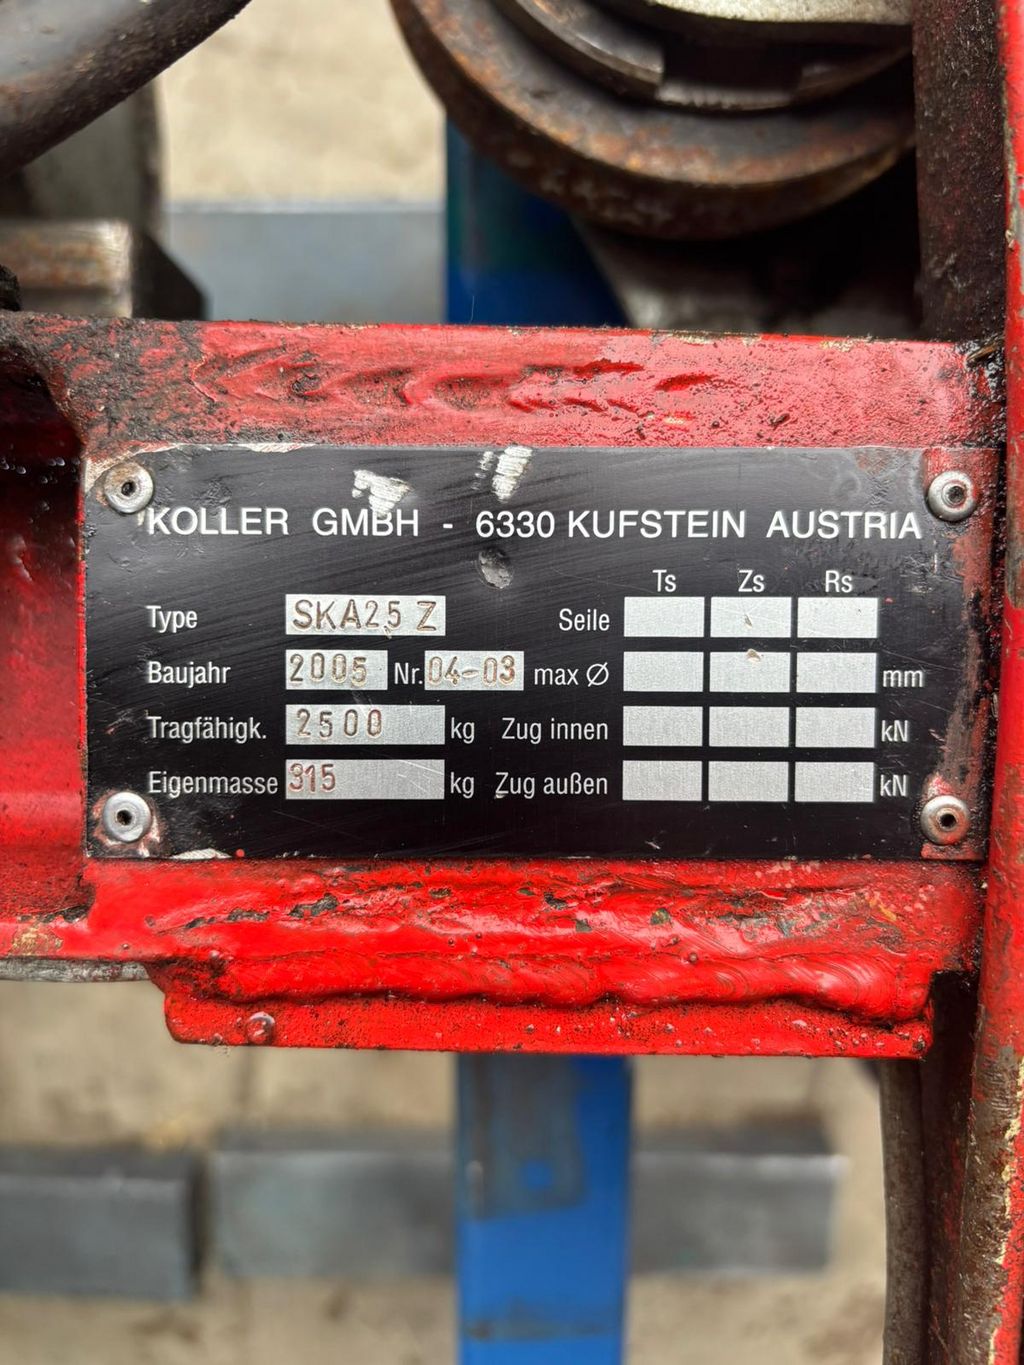 KOLLER GMBH - 6330 KUFSTEIN AUSTRIA
Ts Zs Rs
Type SKA25 Z Seile
Baujahr 2005 Nr. 04-03 max Ø mm
Tragfähigk. 2500 kg Zug innen kN
Eigenmasse 315 kg Zug außen kN